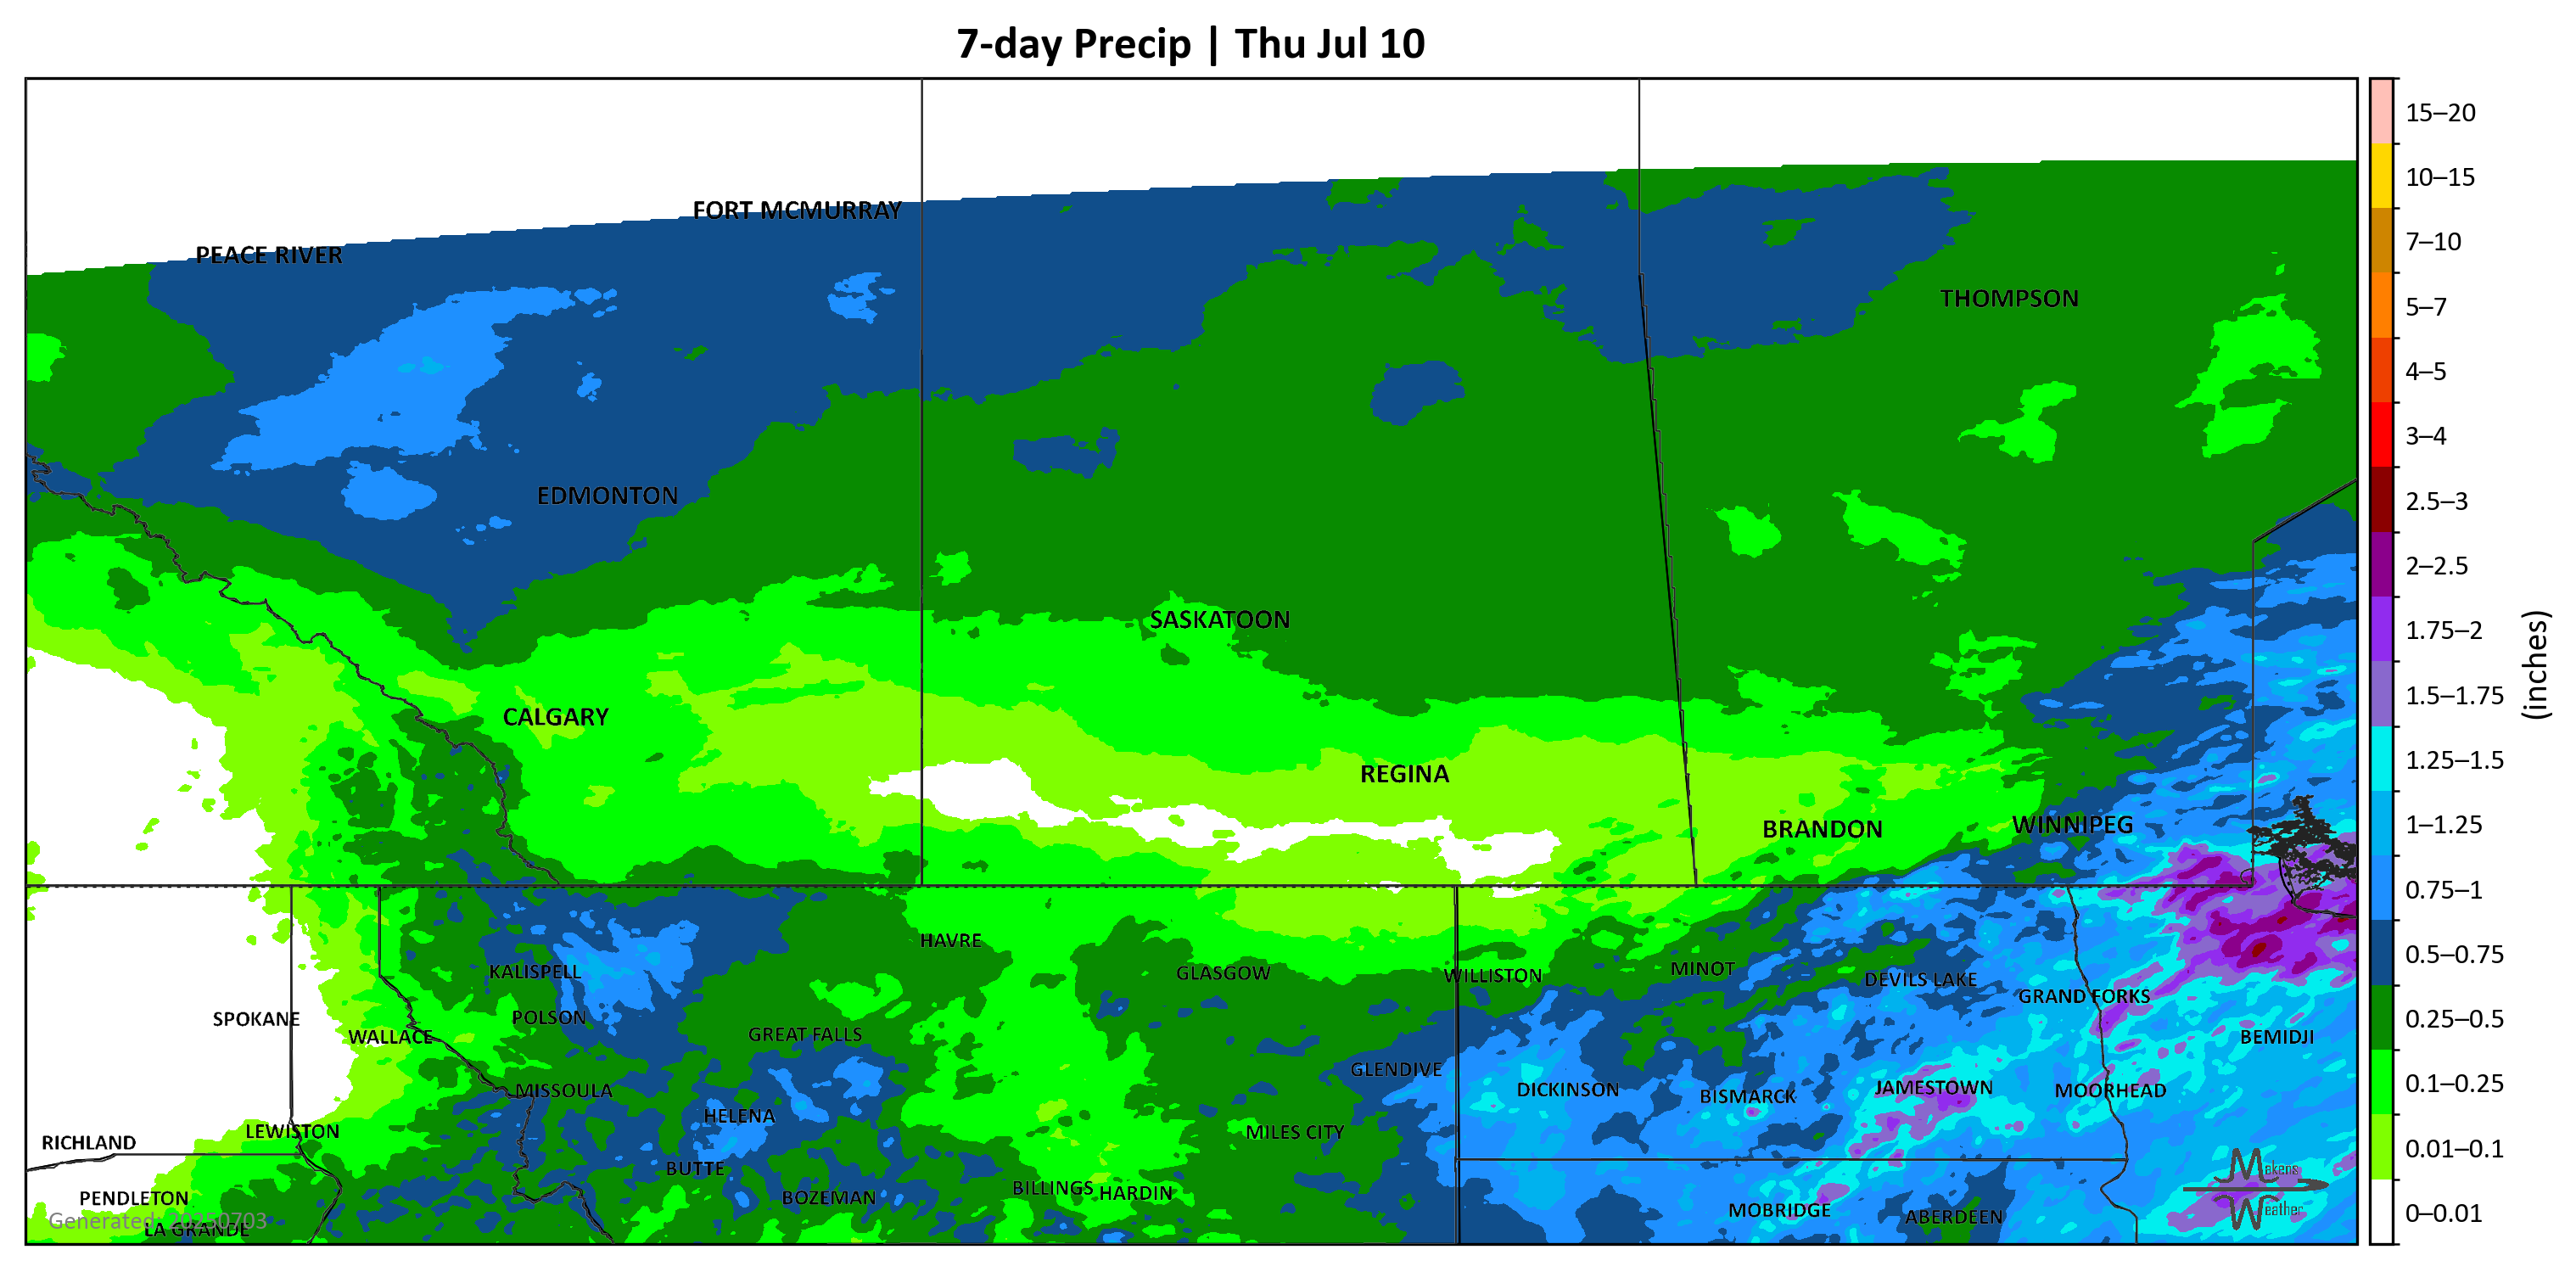 7-day Precip | Thu Jul 10
FORT MCMURRAY
PEACE RIVER
THOMPSON
EDMONTON
SASKATOON
CALGARY
REGINA
BRANDON
WINNIPEG
HAVRE
KALISPELL
GLASGOW
WILLISTON
MINOT
DEVILS LAKE
GRAND FORKS
SPOKANE
POLSON
WALLACE
GREAT FALLS
BEMIDJI
GLENDIVE
MISSOULA
DICKINSON
BISMARCK
JAMESTOWN
MOORHEAD
HELENA
LEWISTON
MILES CITY
RICHLAND
BUTTE
PENDLETON
BOZEMAN
BILLINGS
HARDIN
MOBRIDGE
ABERDEEN
Generated: 20250703
LA GRANDE
Makens
Weather
15–20
10–15
7–10
5–7
4–5
3–4
2.5–3
2–2.5
1.75–2
1.5–1.75
1.25–1.5
1–1.25
0.75–1
0.5–0.75
0.25–0.5
0.1–0.25
0.01–0.1
0–0.01
(inches)